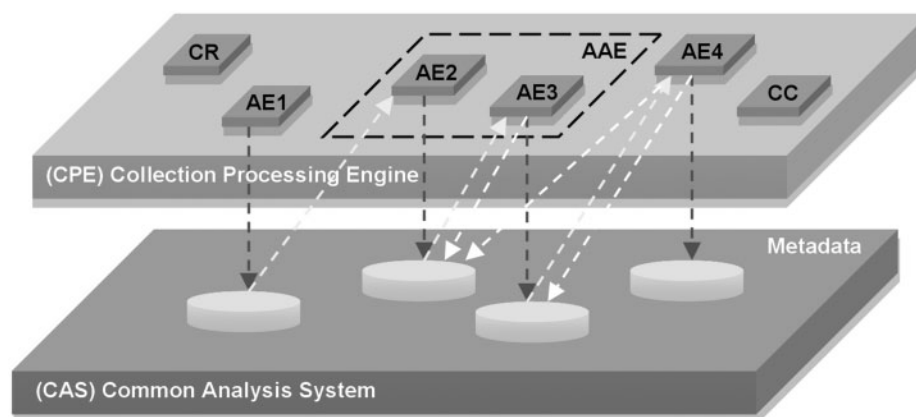 CR
AE1
AE2
AAE
AE3
AE4
CC
(CPE) Collection Processing Engine
Metadata
(CAS) Common Analysis System